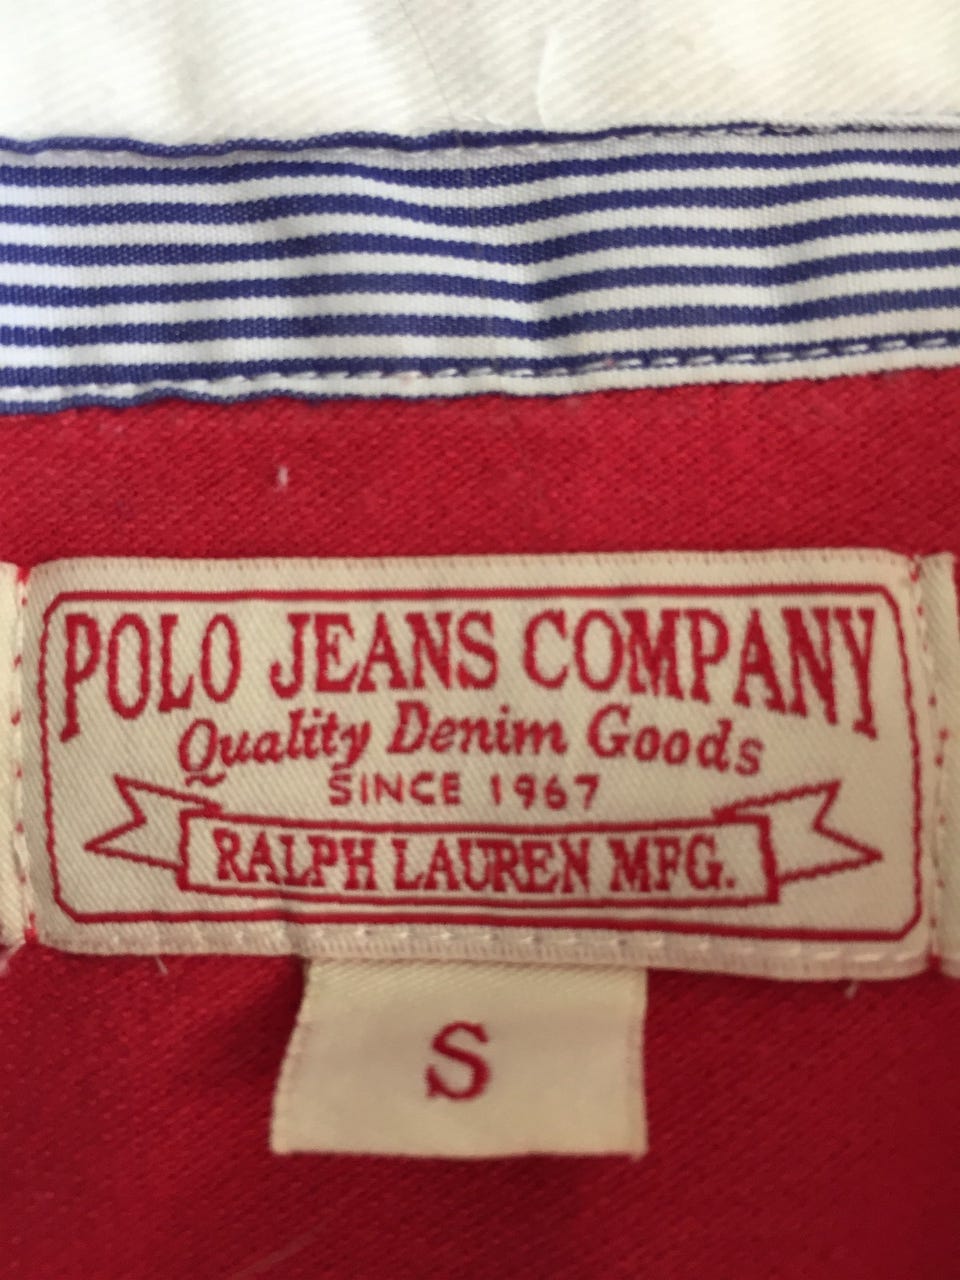 POLO JEANS COMPANY
Quality Denim Goods
SINCE 1967
RALPH LAUREN MFG.
S